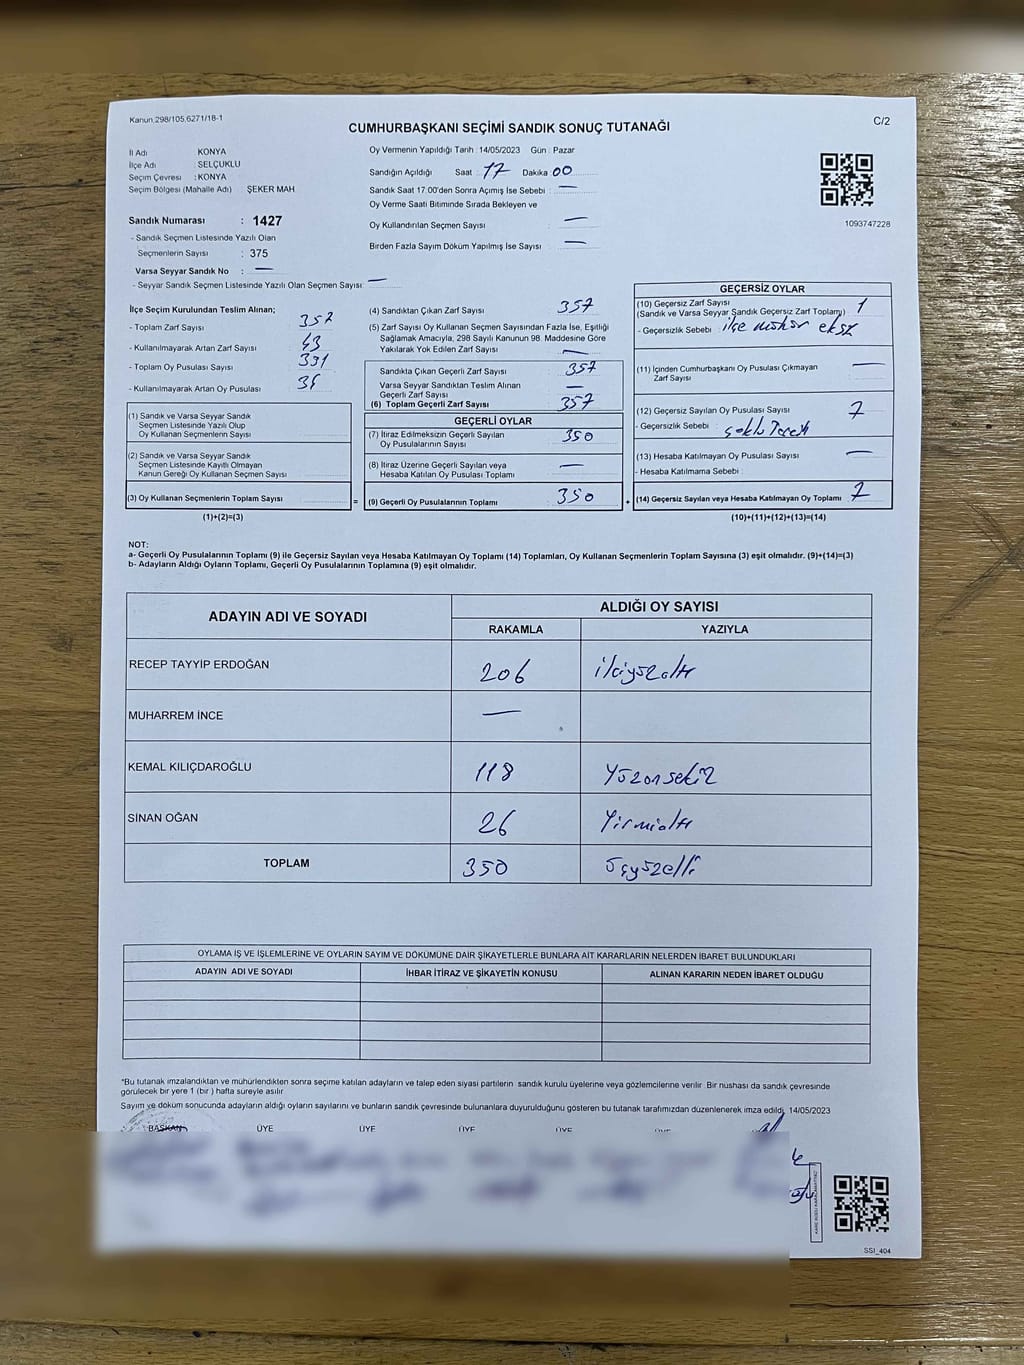 Kanun,298/105,6271/18-1
C/2
CUMHURBAŞKANI SEÇİMİ SANDIK SONUÇ TUTANAĞI
İl Adı KONYA
İlçe Adı : SELÇUKLU
Seçim Çevresi : KONYA
Seçim Bölgesi (Mahalle Adı) ŞEKER MAH
Sandık Numarası : 1427
- Sandık Seçmen Listesinde Yazılı Olan
Seçmenlerin Sayısı : 375
Varsa Seyyar Sandık No : —
- Seyyar Sandık Seçmen Listesinde Yazılı Olan Seçmen Sayısı: —
Oy Vermenin Yapıldığı Tarih :14/05/2023 Gün : Pazar
Sandığın Açıldığı Saat : 17 Dakika 00
Sandık Saat 17:00'den Sonra Açımış İse Sebebi : —
Oy Verme Saati Bitiminde Sırada Bekleyen ve
Oy Kullandırılan Seçmen Sayısı : —
Birden Fazla Sayım Döküm Yapılmış İse Sayısı : —
1093747228
İlçe Seçim Kurulundan Teslim Alınan;
- Toplam Zarf Sayısı
- Kullanılmayarak Artan Zarf Sayısı 43
- Toplam Oy Pusulası Sayısı
- Kullanılmayarak Artan Oy Pusulası
(1) Sandık ve Varsa Seyyar Sandık
Seçmen Listesinde Yazılı Olup
Oy Kullanan Seçmenlerin Sayısı
(2) Sandık ve Varsa Seyyar Sandık
Seçmen Listesinde Kayıtlı Olmayan
Kanun Gereği Oy Kullanan Seçmen Sayısı
(3) Oy Kullanan Seçmenlerin Toplam Sayısı
(1)+(2)=(3)
(4) Sandıktan Çıkan Zarf Sayısı 357
(5) Zarf Sayısı Oy Kullanan Seçmen Sayısından Fazla İse, Eşitliği
Sağlamak Amacıyla, 298 Sayılı Kanunun 98. Maddesine Göre
Yakılarak Yok Edilen Zarf Sayısı —
Sandıkta Çıkan Geçerli Zarf Sayısı 357
Varsa Seyyar Sandıktan Teslim Alınan
Geçerli Zarf Sayısı —
(6) Toplam Geçerli Zarf Sayısı 357
GEÇERLİ OYLAR
(7) İtiraz Edilmeksizin Geçerli Sayılan
Oy Pusulalarının Sayısı 350
(8) İtiraz Üzerine Geçerli Sayılan veya
Hesaba Katılan Oy Pusulası Toplamı —
= (9) Geçerli Oy Pusulalarının Toplamı 350 +
GEÇERSİZ OYLAR
(10) Geçersiz Zarf Sayısı 1
(Sandık ve Varsa Seyyar Sandık Geçersiz Zarf Toplamı)
- Geçersizlik Sebebi : ilçe mührü eksi
(11) İçinden Cumhurbaşkanı Oy Pusulası Çıkmayan
Zarf Sayısı —
(12) Geçersiz Sayılan Oy Pusulası Sayısı 7
- Geçersizlik Sebebi :
(13) Hesaba Katılmayan Oy Pusulası Sayısı —
- Hesaba Katılmama Sebebi :
(14) Geçersiz Sayılan veya Hesaba Katılmayan Oy Toplamı 7
(10)+(11)+(12)+(13)=(14)
NOT:
a- Geçerli Oy Pusulalarının Toplamı (9) ile Geçersiz Sayılan veya Hesaba Katılmayan Oy Toplamı (14) Toplamları, Oy Kullanan Seçmenlerin Toplam Sayısına (3) eşit olmalıdır. (9)+(14)=(3)
b- Adayların Aldığı Oyların Toplamı, Geçerli Oy Pusulalarının Toplamına (9) eşit olmalıdır.
ADAYIN ADI VE SOYADI ALDIĞI OY SAYISI
RAKAMLA YAZIYLA
RECEP TAYYİP ERDOĞAN 206 ikiyüzaltı
MUHARREM İNCE —
KEMAL KILIÇDAROĞLU 118 Yüzonsekiz
SİNAN OĞAN 26 Yirmialtı
TOPLAM 350 üçyüzelli
OYLAMA İŞ VE İŞLEMLERİNE VE OYLARIN SAYIM VE DÖKÜMÜNE DAİR ŞİKAYETLERLE BUNLARA AİT KARARLARIN NELERDEN İBARET BULUNDUKLARI
ADAYIN ADI VE SOYADI İHBAR İTİRAZ VE ŞİKAYETİN KONUSU ALINAN KARARIN NEDEN İBARET OLDUĞU
*Bu tutanak imzalandıktan ve mühürlendikten sonra seçime katılan adayların ve talep eden siyasi partilerin sandık kurulu üyelerine veya gözlemcilerine verilir. Bir nushası da sandık çevresinde
görülecek bir yere 1 (bir) hafta süreyle asılır
Sayım ve döküm sonucunda adayların aldığı oyların sayılarını ve bunların sandık çevresinde bulunanlara duyurulduğunu gösteren bu tutanak tarafımızdan düzenlenerek imza edildi. 14/05/2023
BAŞKAN ÜYE ÜYE ÜYE ÜYE ÜYE
SSI_404